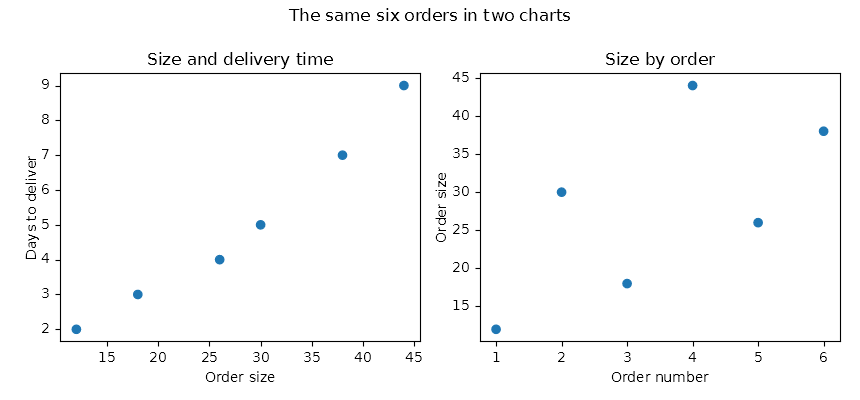 The same six orders in two charts
Size and delivery time
9
8
7
6
5
4
3
2
Days to deliver
15 20 25 30 35 40 45
Order size
Size by order
45
40
35
30
25
20
15
Order size
1 2 3 4 5 6
Order number